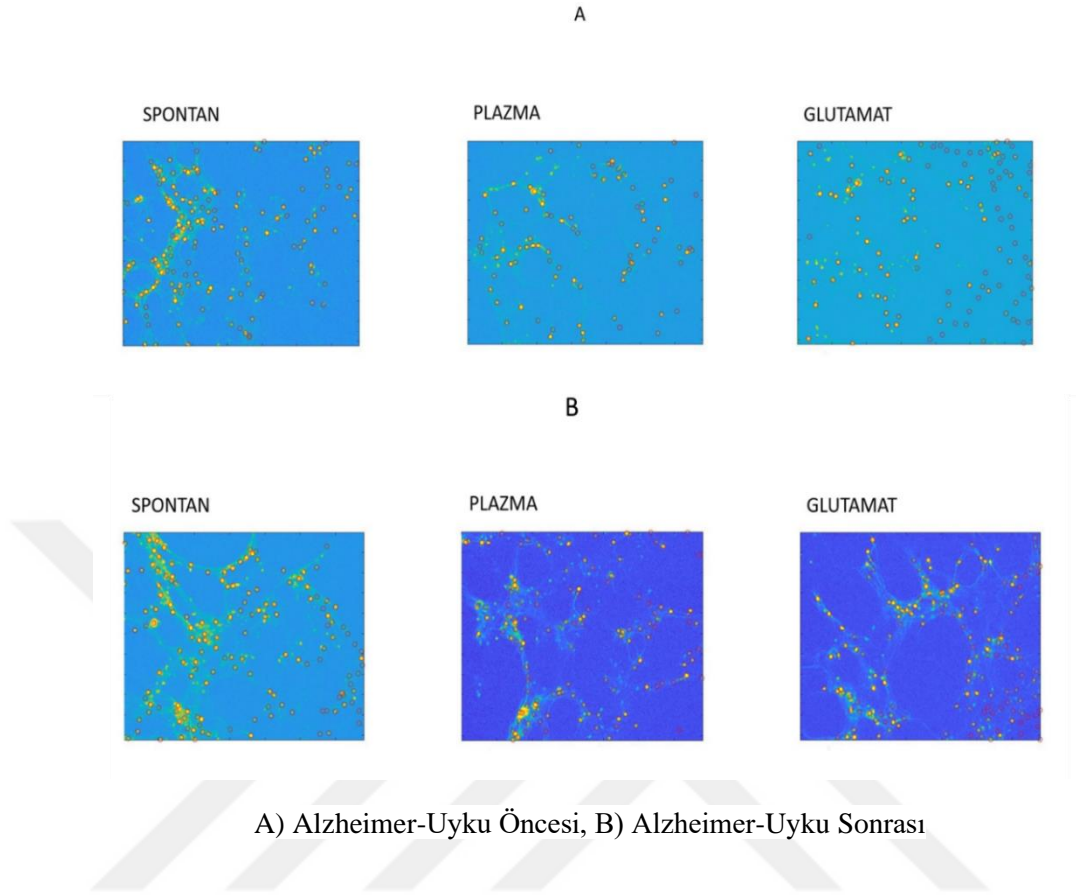 A
SPONTAN PLAZMA GLUTAMAT
B
SPONTAN PLAZMA GLUTAMAT
A) Alzheimer-Uyku Öncesi, B) Alzheimer-Uyku Sonrası